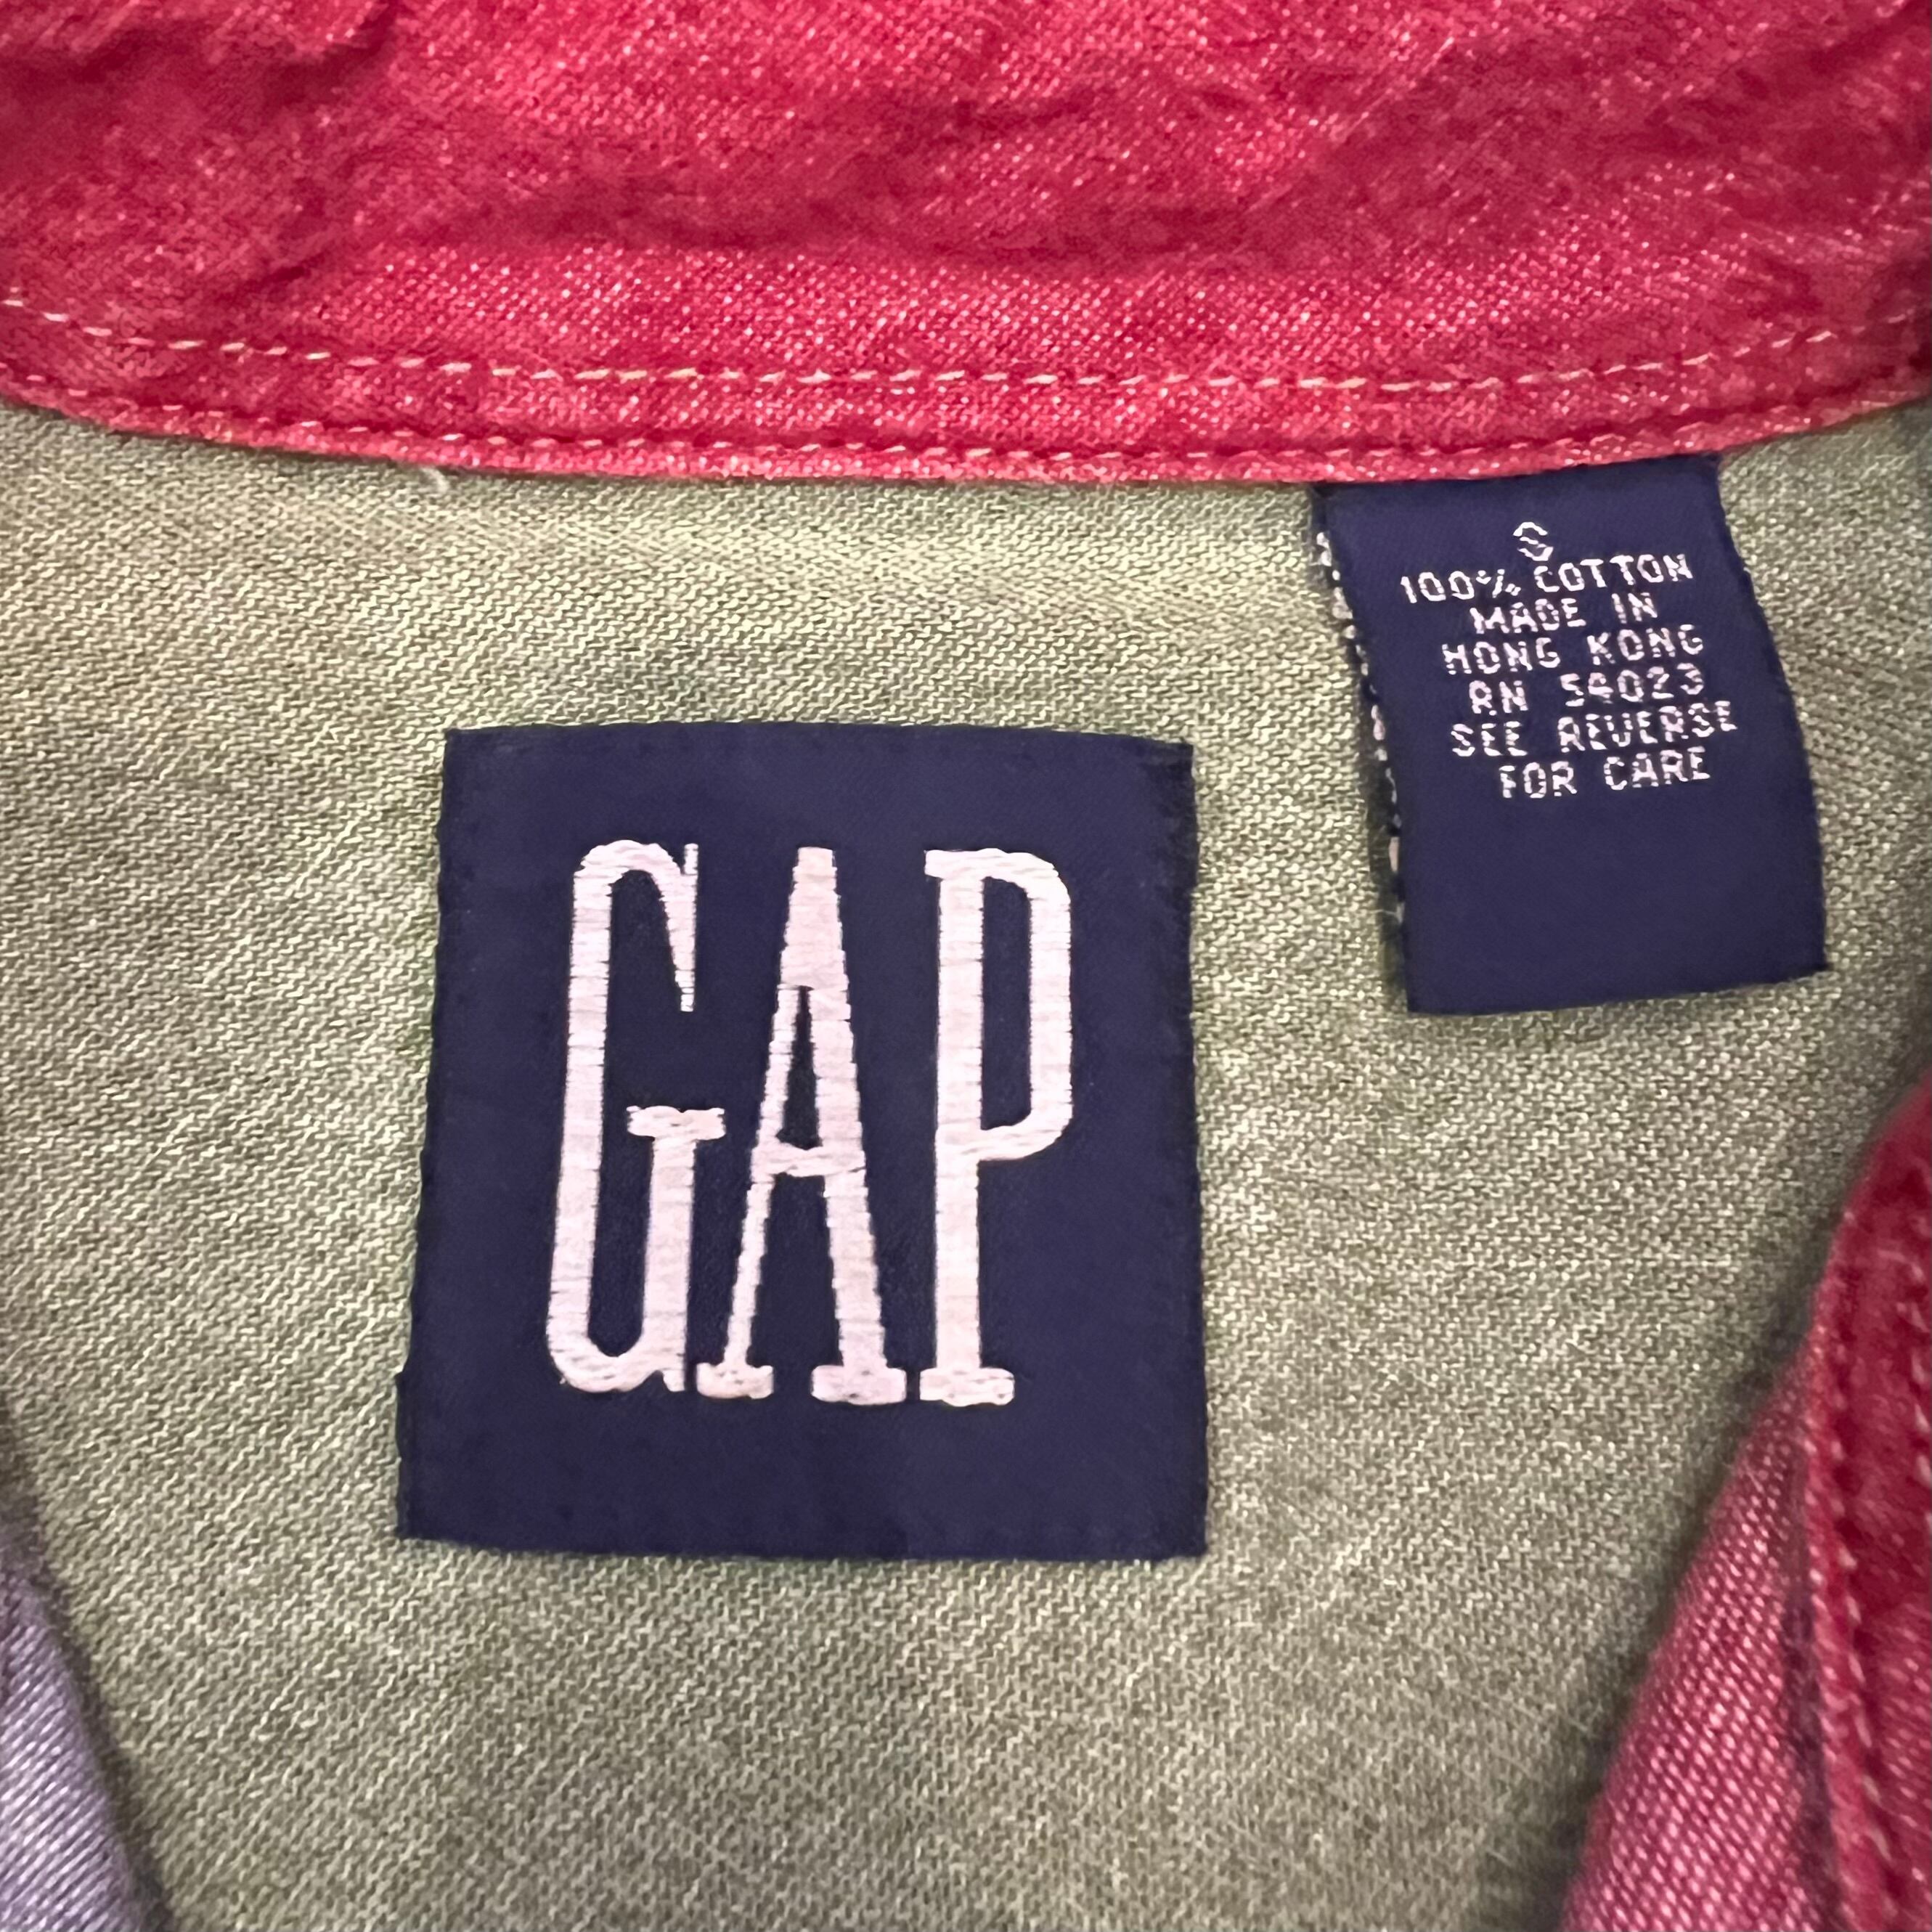 S
100% COTTON
MADE IN
HONG KONG
RN 54023
SEE REVERSE
FOR CARE
GAP